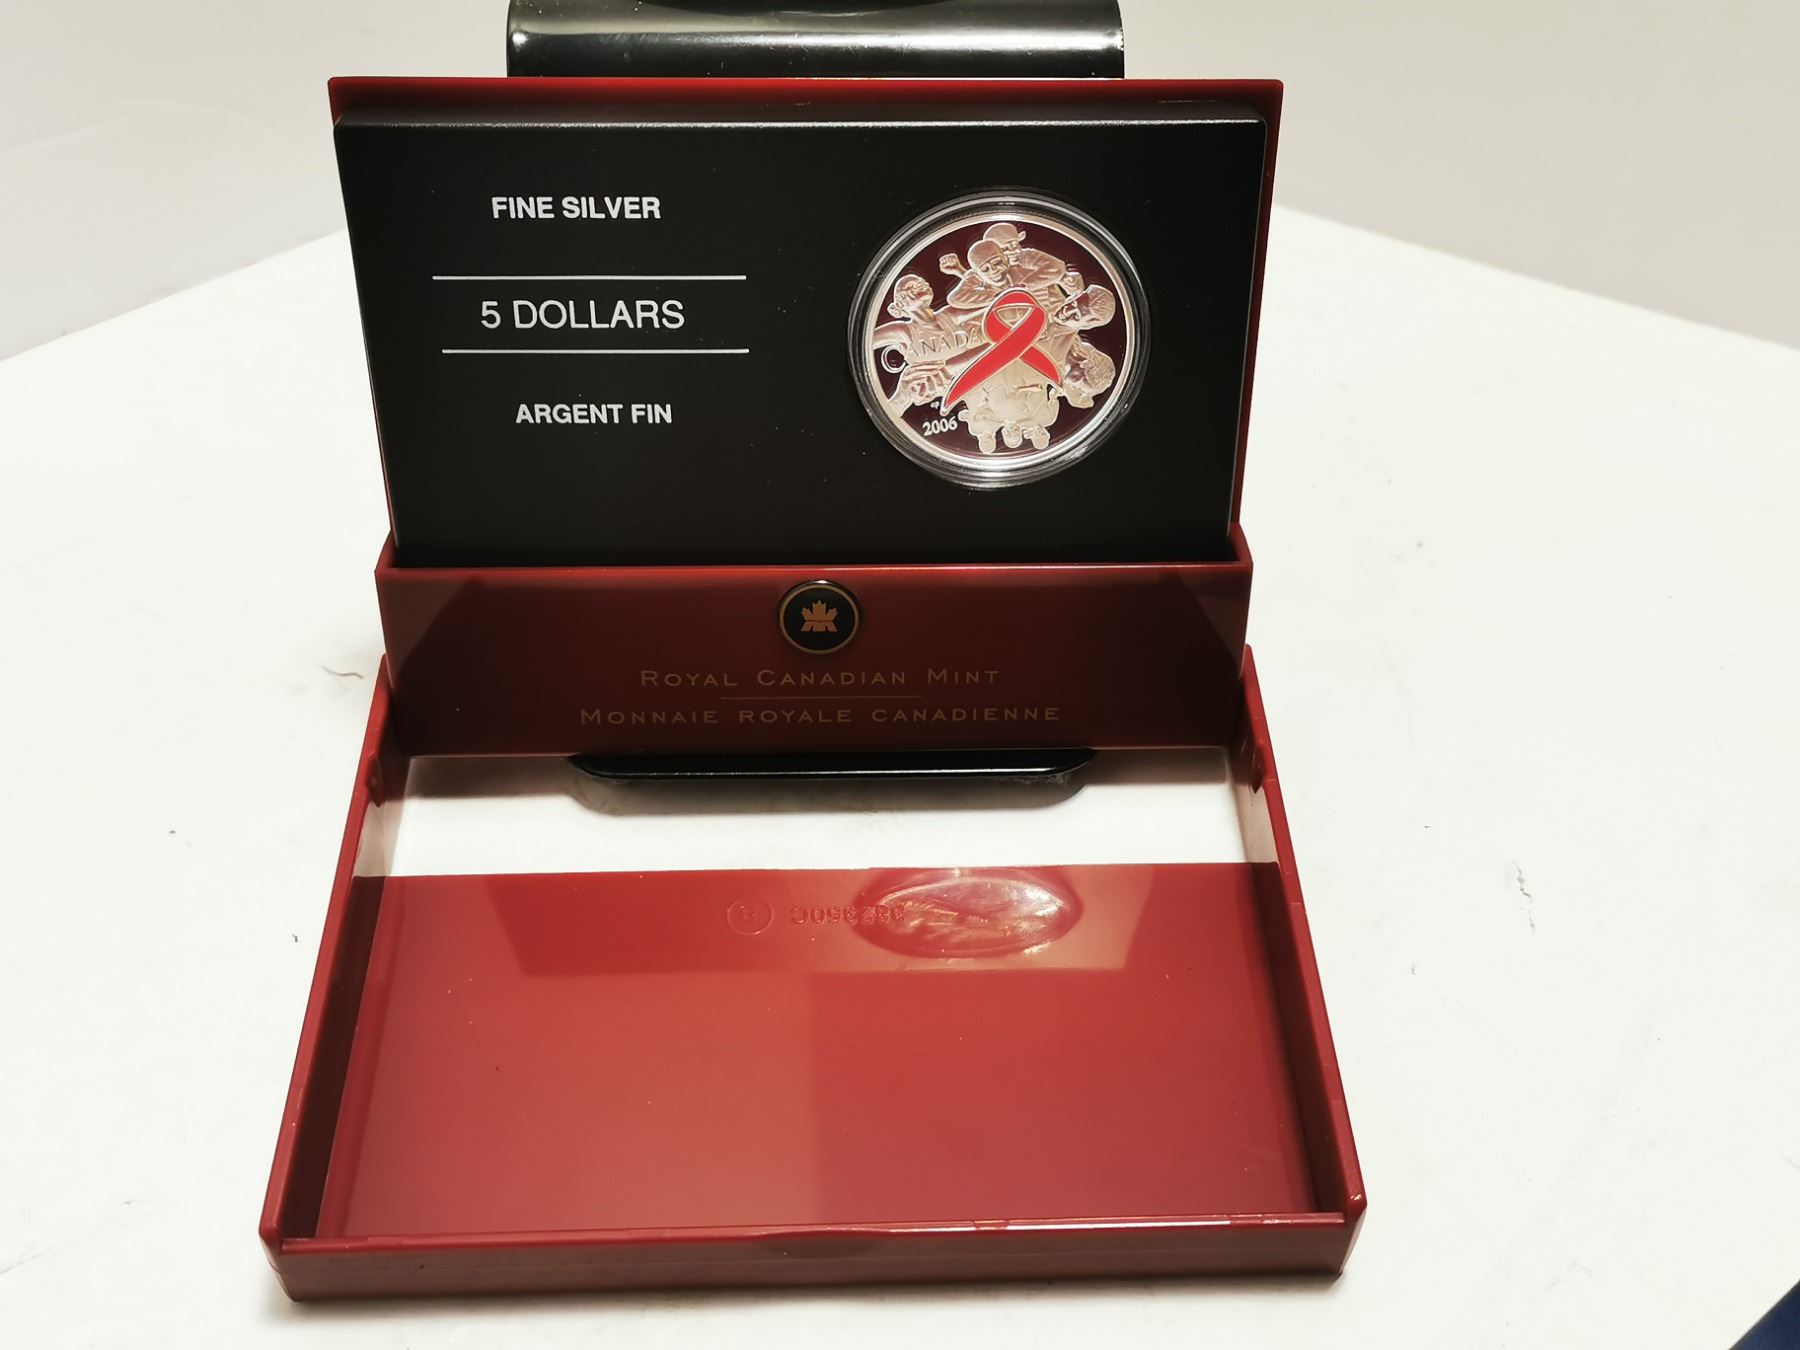 FINE SILVER
5 DOLLARS
ARGENT FIN
CANADA
2006
ROYAL CANADIAN MINT
MONNAIE ROYALE CANADIENNE